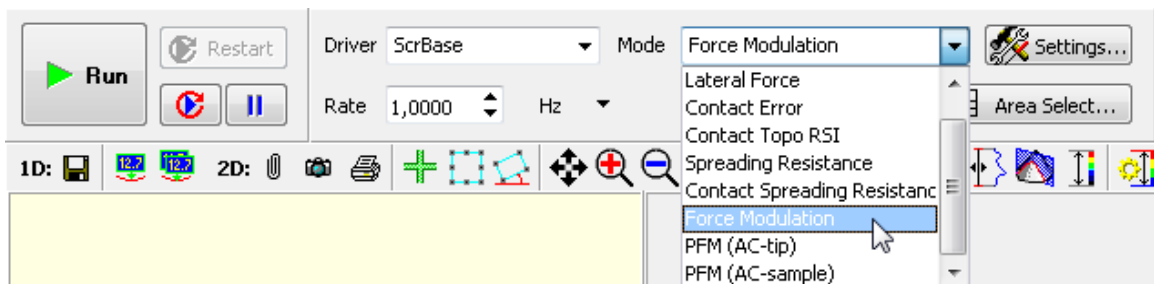 Run
Restart
Driver ScrBase Mode Force Modulation Settings...
Rate 1,0000 Hz Area Select...
Lateral Force
Contact Error
Contact Topo RSI
Spreading Resistance
Contact Spreading Resistanc
Force Modulation
PFM (AC-tip)
PFM (AC-sample)
1D: 12.7 12.7 2D: